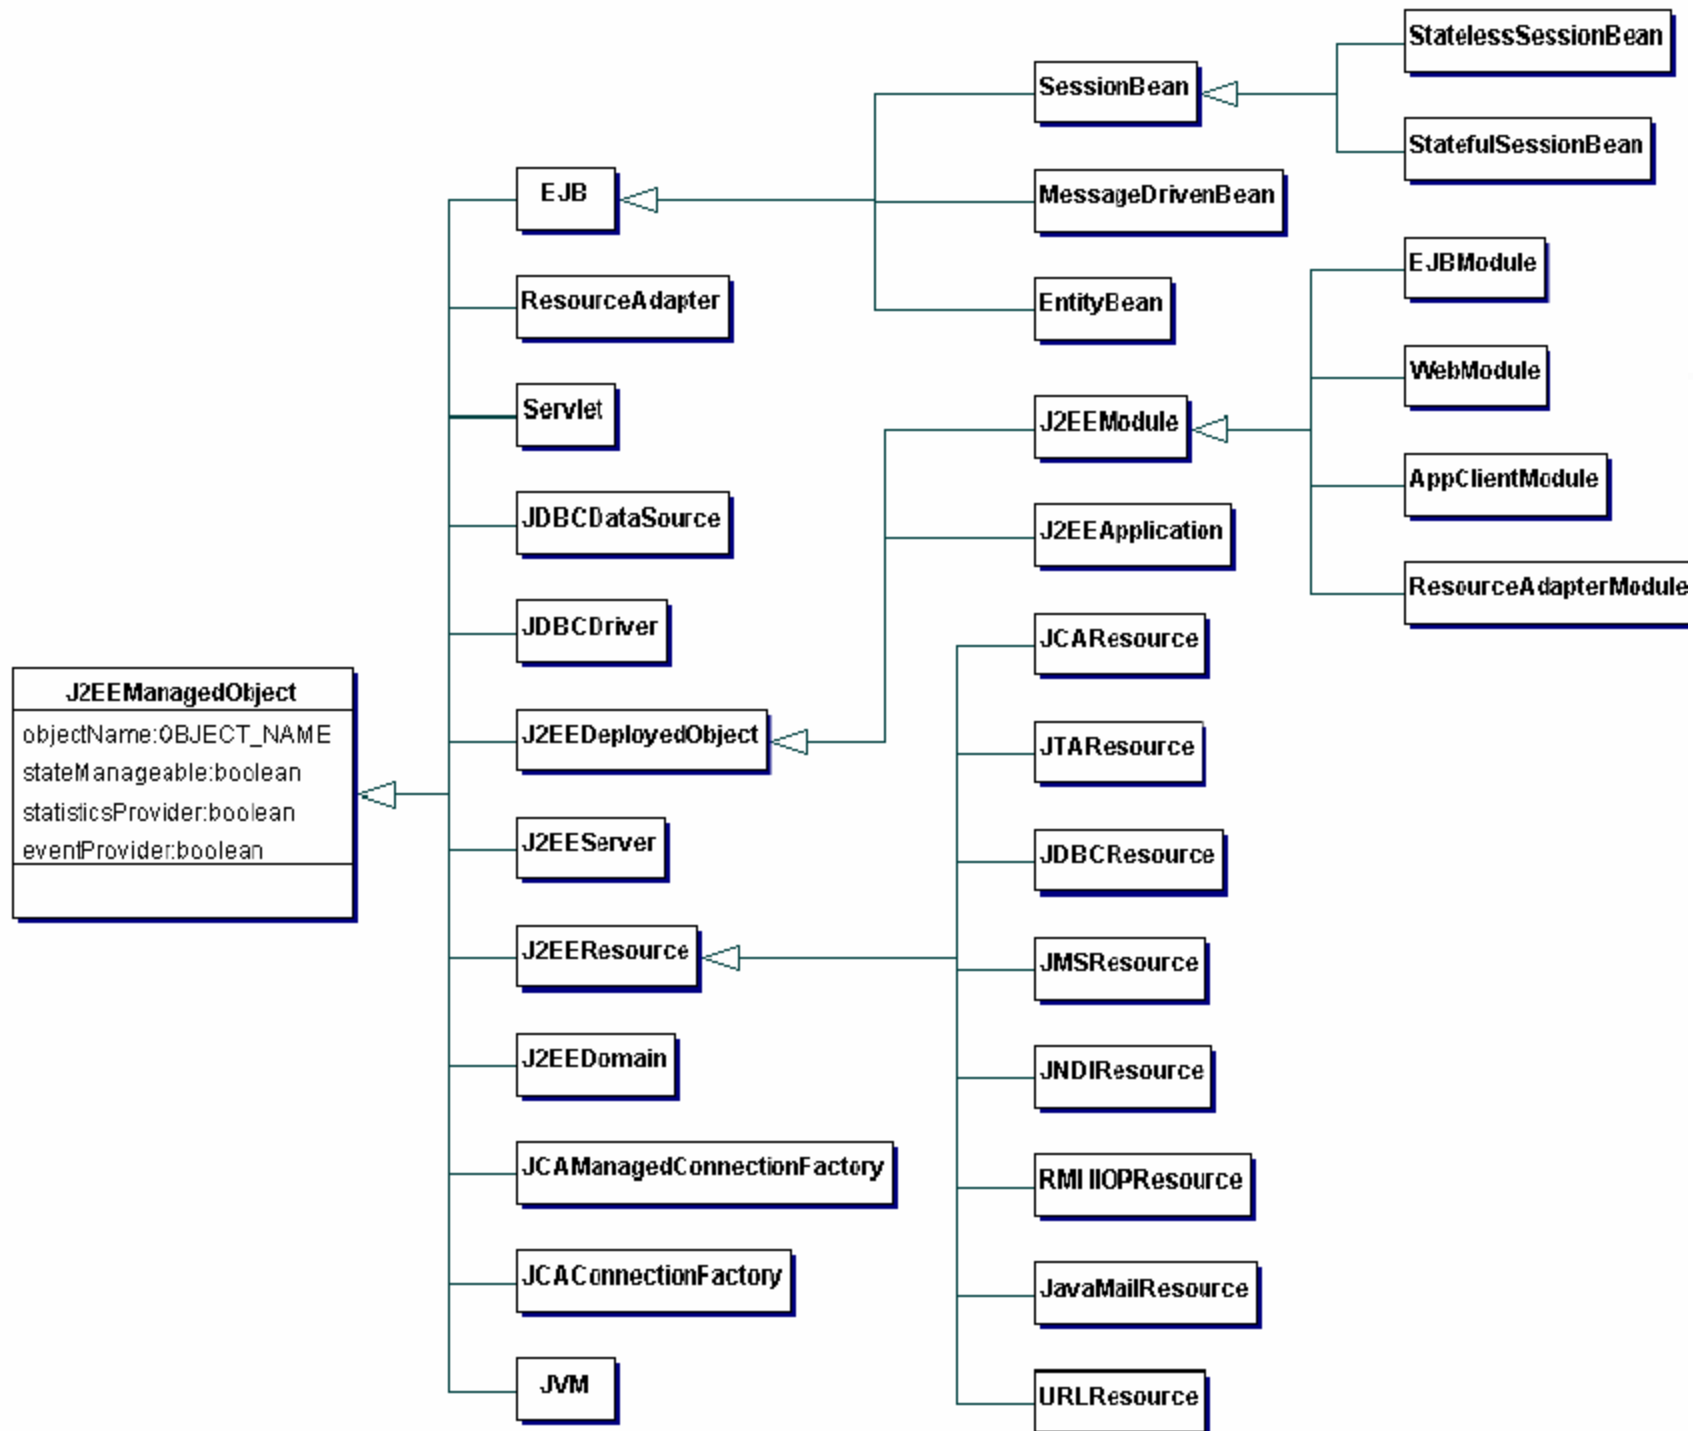 StatelessSessionBean
SessionBean
StatefulSessionBean
EJB
MessageDrivenBean
EJBModule
ResourceAdapter
EntityBean
WebModule
Servlet
J2EEModule
AppClientModule
JDBCDataSource
J2EEApplication
ResourceAdapterModule
JDBCDriver
JCAResource
J2EEManagedObject
objectName:OBJECT_NAME
stateManageable:boolean
statisticsProvider:boolean
eventProvider:boolean
J2EEDeployedObject
JTAResource
J2EEServer
JDBCResource
J2EEResource
JMSResource
J2EEDomain
JNDIResource
JCAManagedConnectionFactory
RMI IIOPResource
JCAConnectionFactory
JavaMailResource
JVM
URLResource